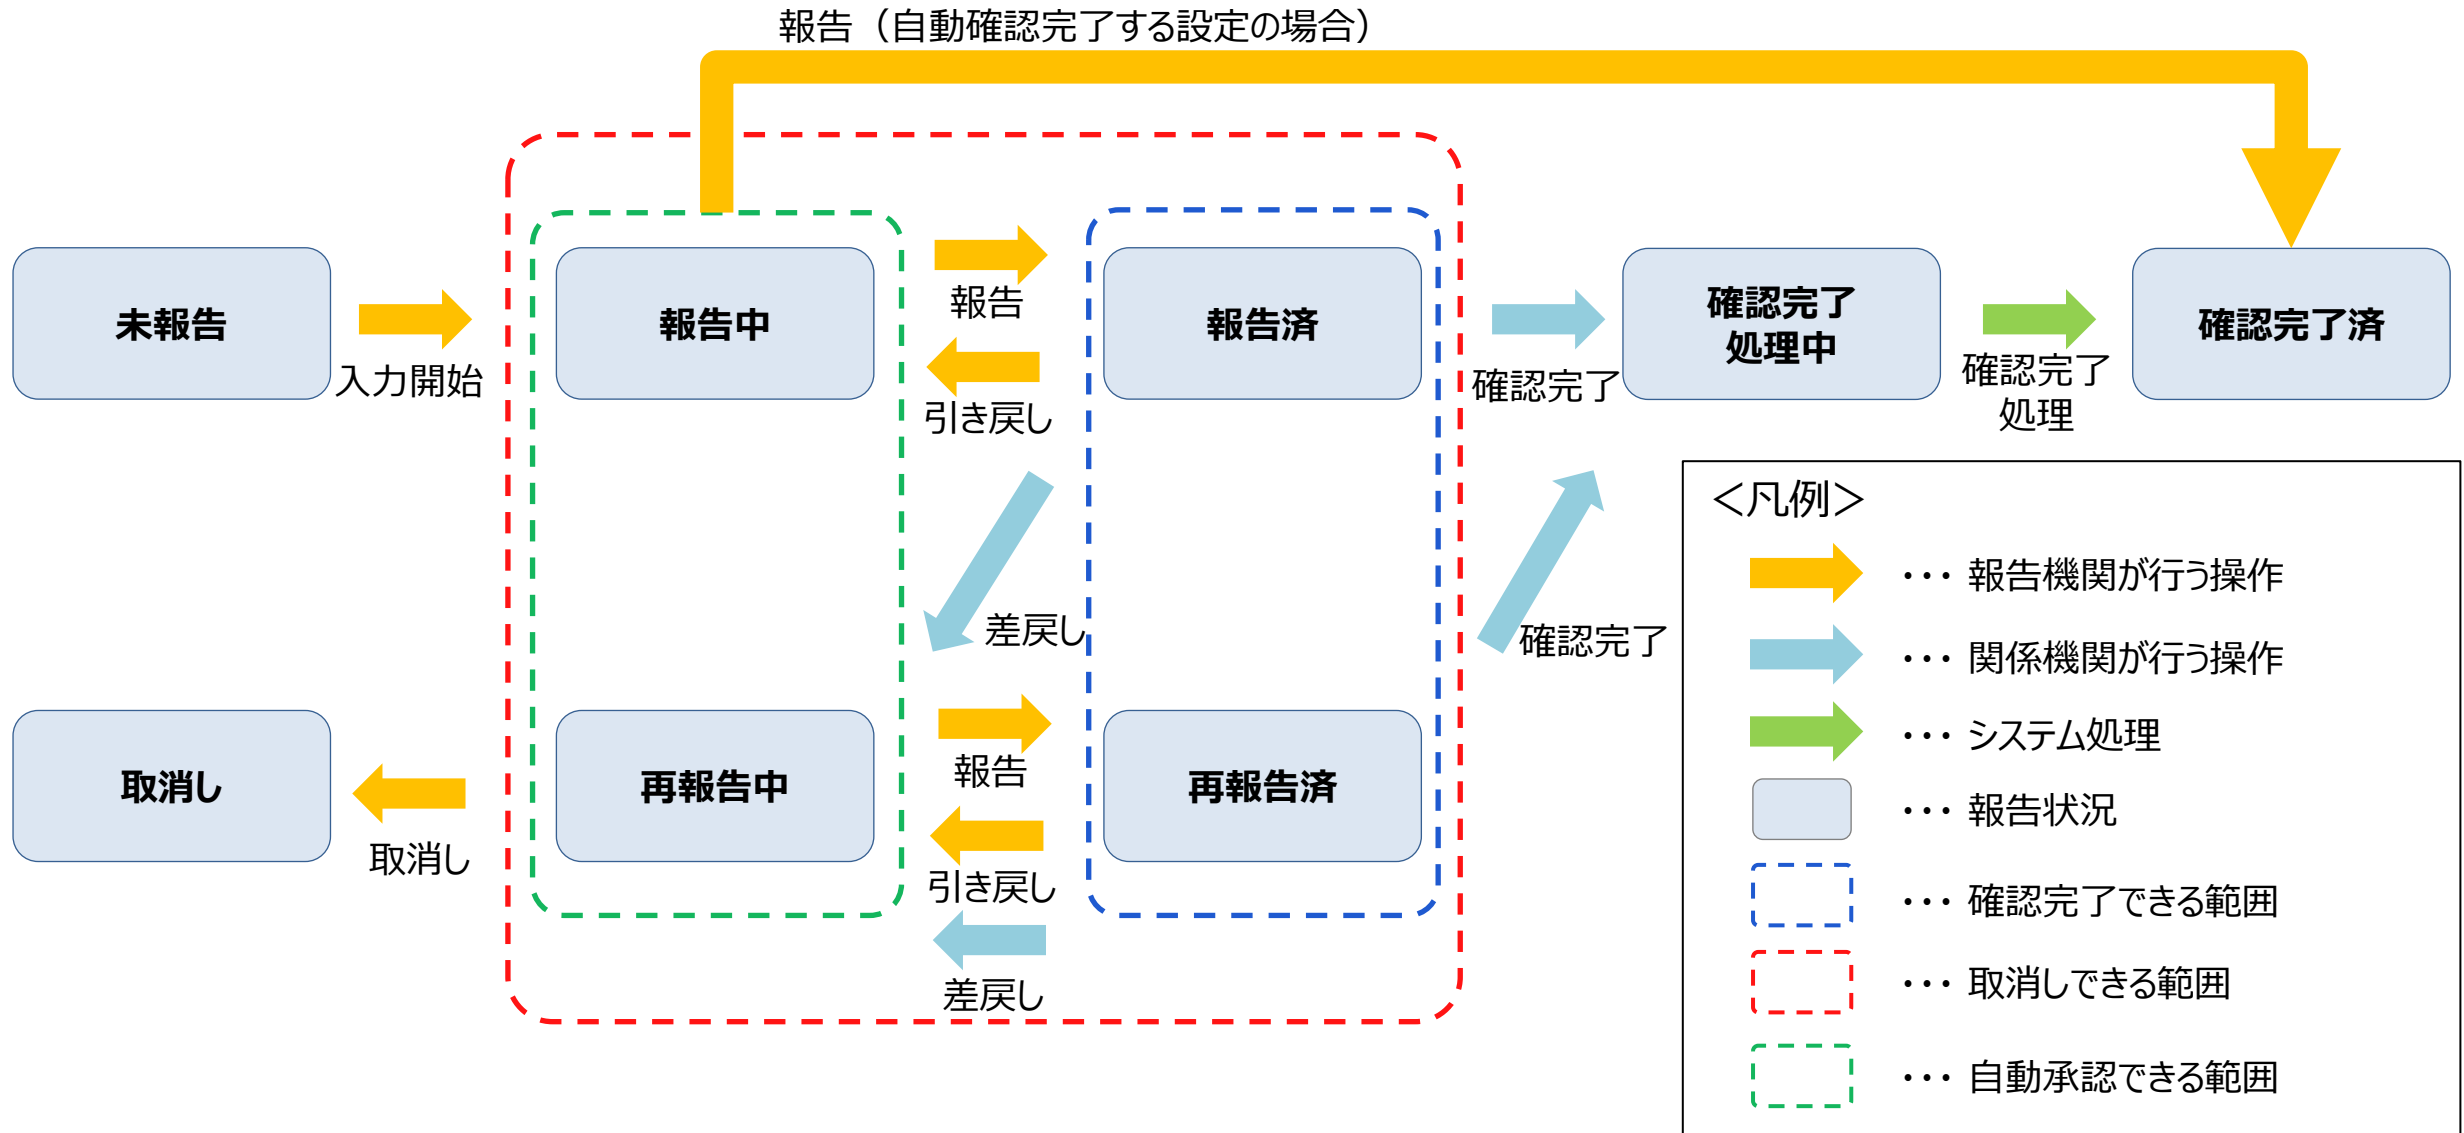 報告（自動確認完了する設定の場合）
未報告
入力開始
報告中
報告
引き戻し
報告済
確認完了
確認完了
処理中
確認完了
処理
確認完了済
差戻し
確認完了
取消し
取消し
再報告中
報告
引き戻し
差戻し
再報告済
＜凡例＞
・・・ 報告機関が行う操作
・・・ 関係機関が行う操作
・・・ システム処理
・・・ 報告状況
・・・ 確認完了できる範囲
・・・ 取消しできる範囲
・・・ 自動承認できる範囲